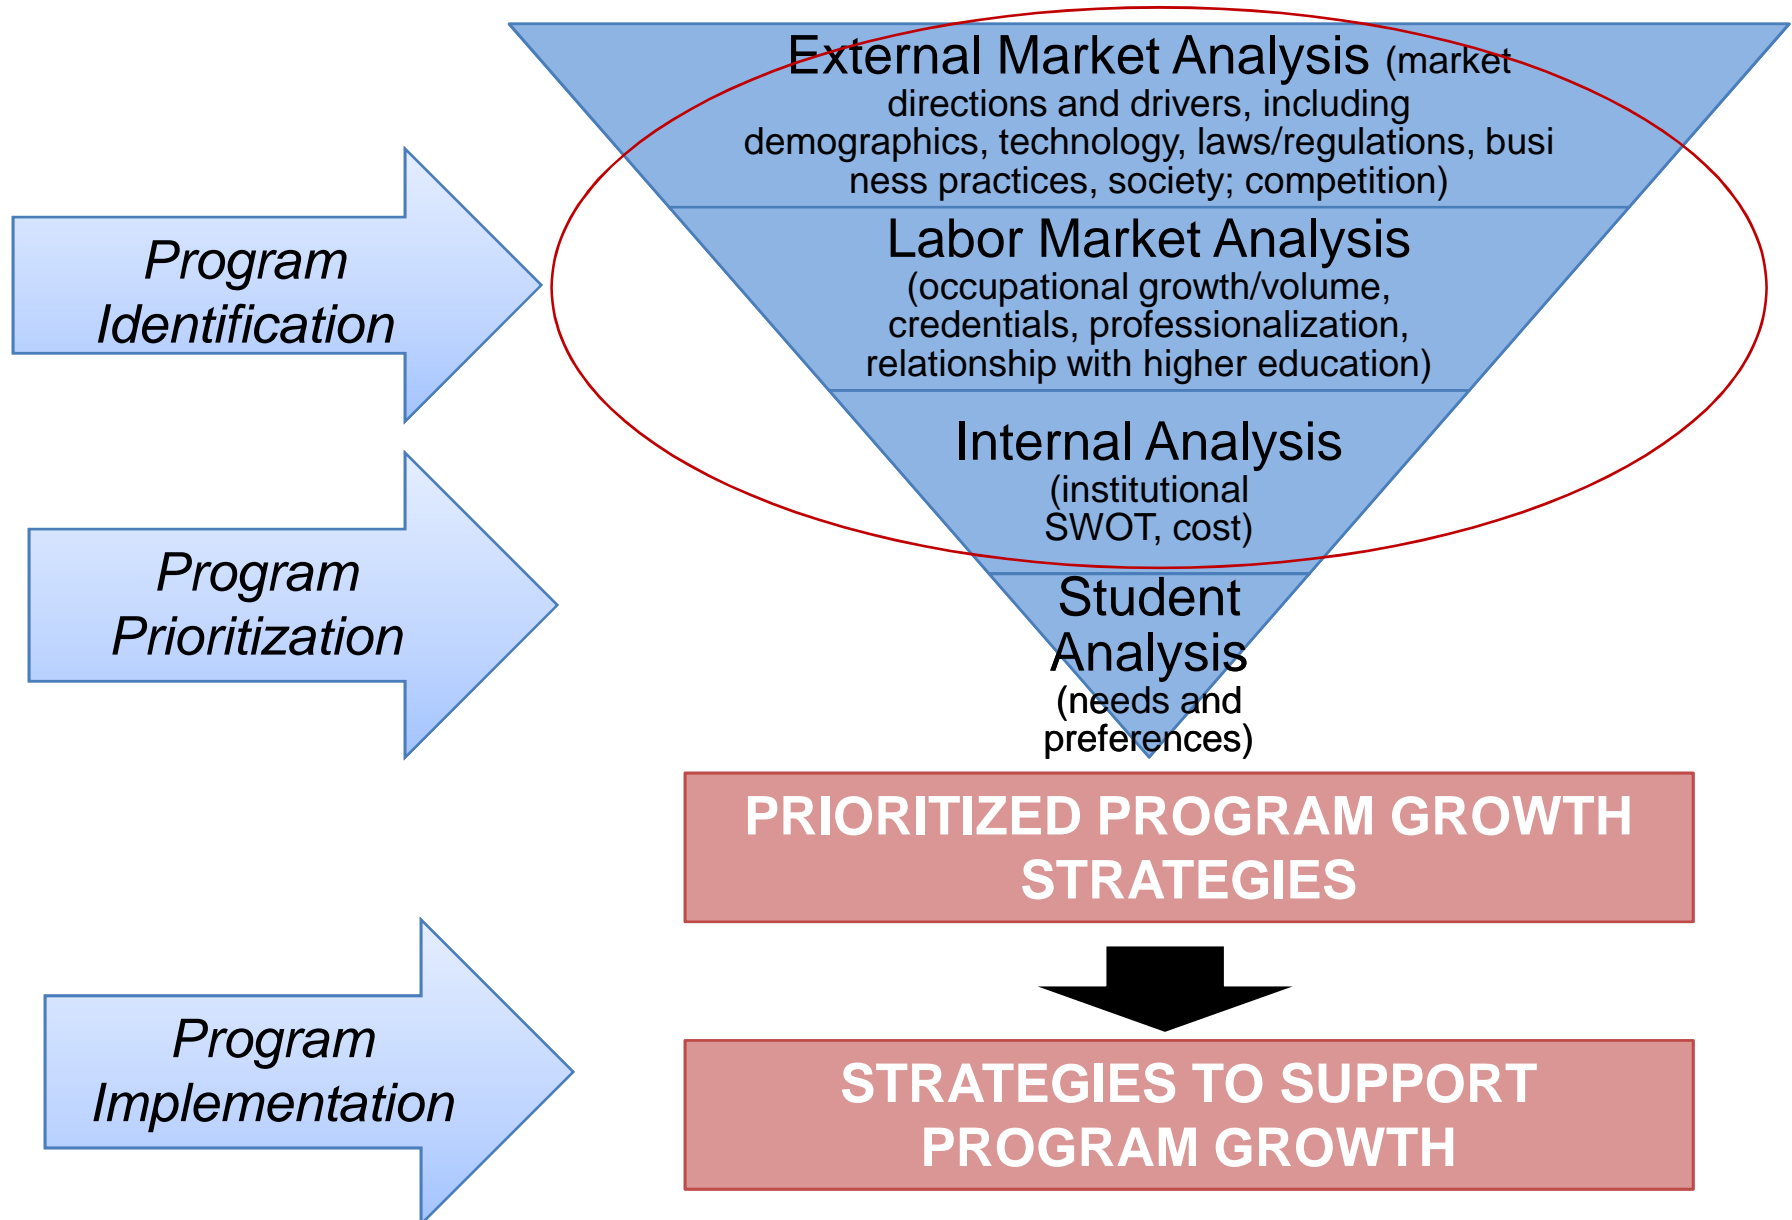 External Market Analysis (market
directions and drivers, including
demographics, technology, laws/regulations, busi
ness practices, society; competition)
Labor Market Analysis
(occupational growth/volume,
credentials, professionalization,
relationship with higher education)
Internal Analysis
(institutional
SWOT, cost)
Student
Analysis
(needs and
preferences)
Program
Identification
Program
Prioritization
PRIORITIZED PROGRAM GROWTH
STRATEGIES
Program
Implementation
STRATEGIES TO SUPPORT
PROGRAM GROWTH